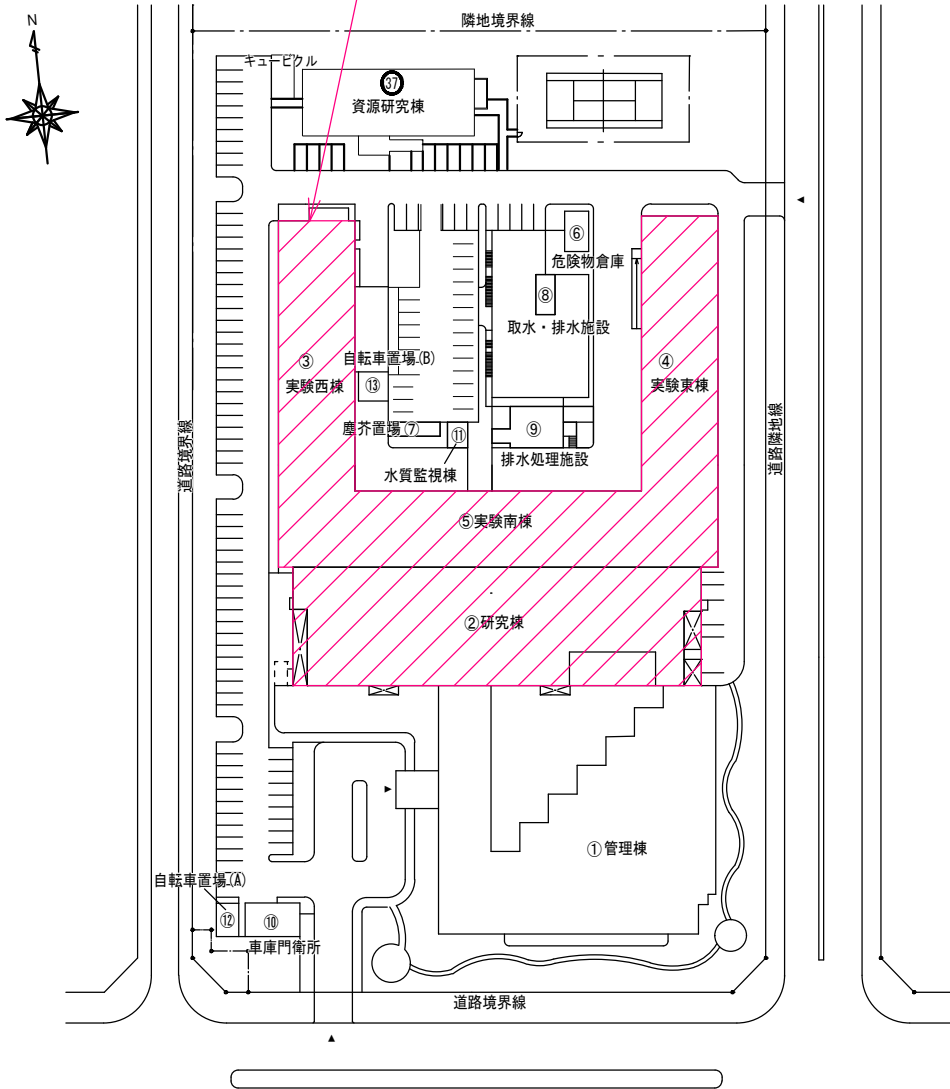 隣地境界線
N
キュービクル
㊲
資源研究棟
⑥
危険物倉庫
⑧
取水・排水施設
③
実験西棟
自転車置場(B)
⑬
④
実験東棟
塵芥置場⑦
⑪
⑨
水質監視棟
排水処理施設
道路境界線
道路隣地線
⑤実験南棟
②研究棟
①管理棟
自転車置場(A)
⑫
⑩
車庫門衛所
道路境界線